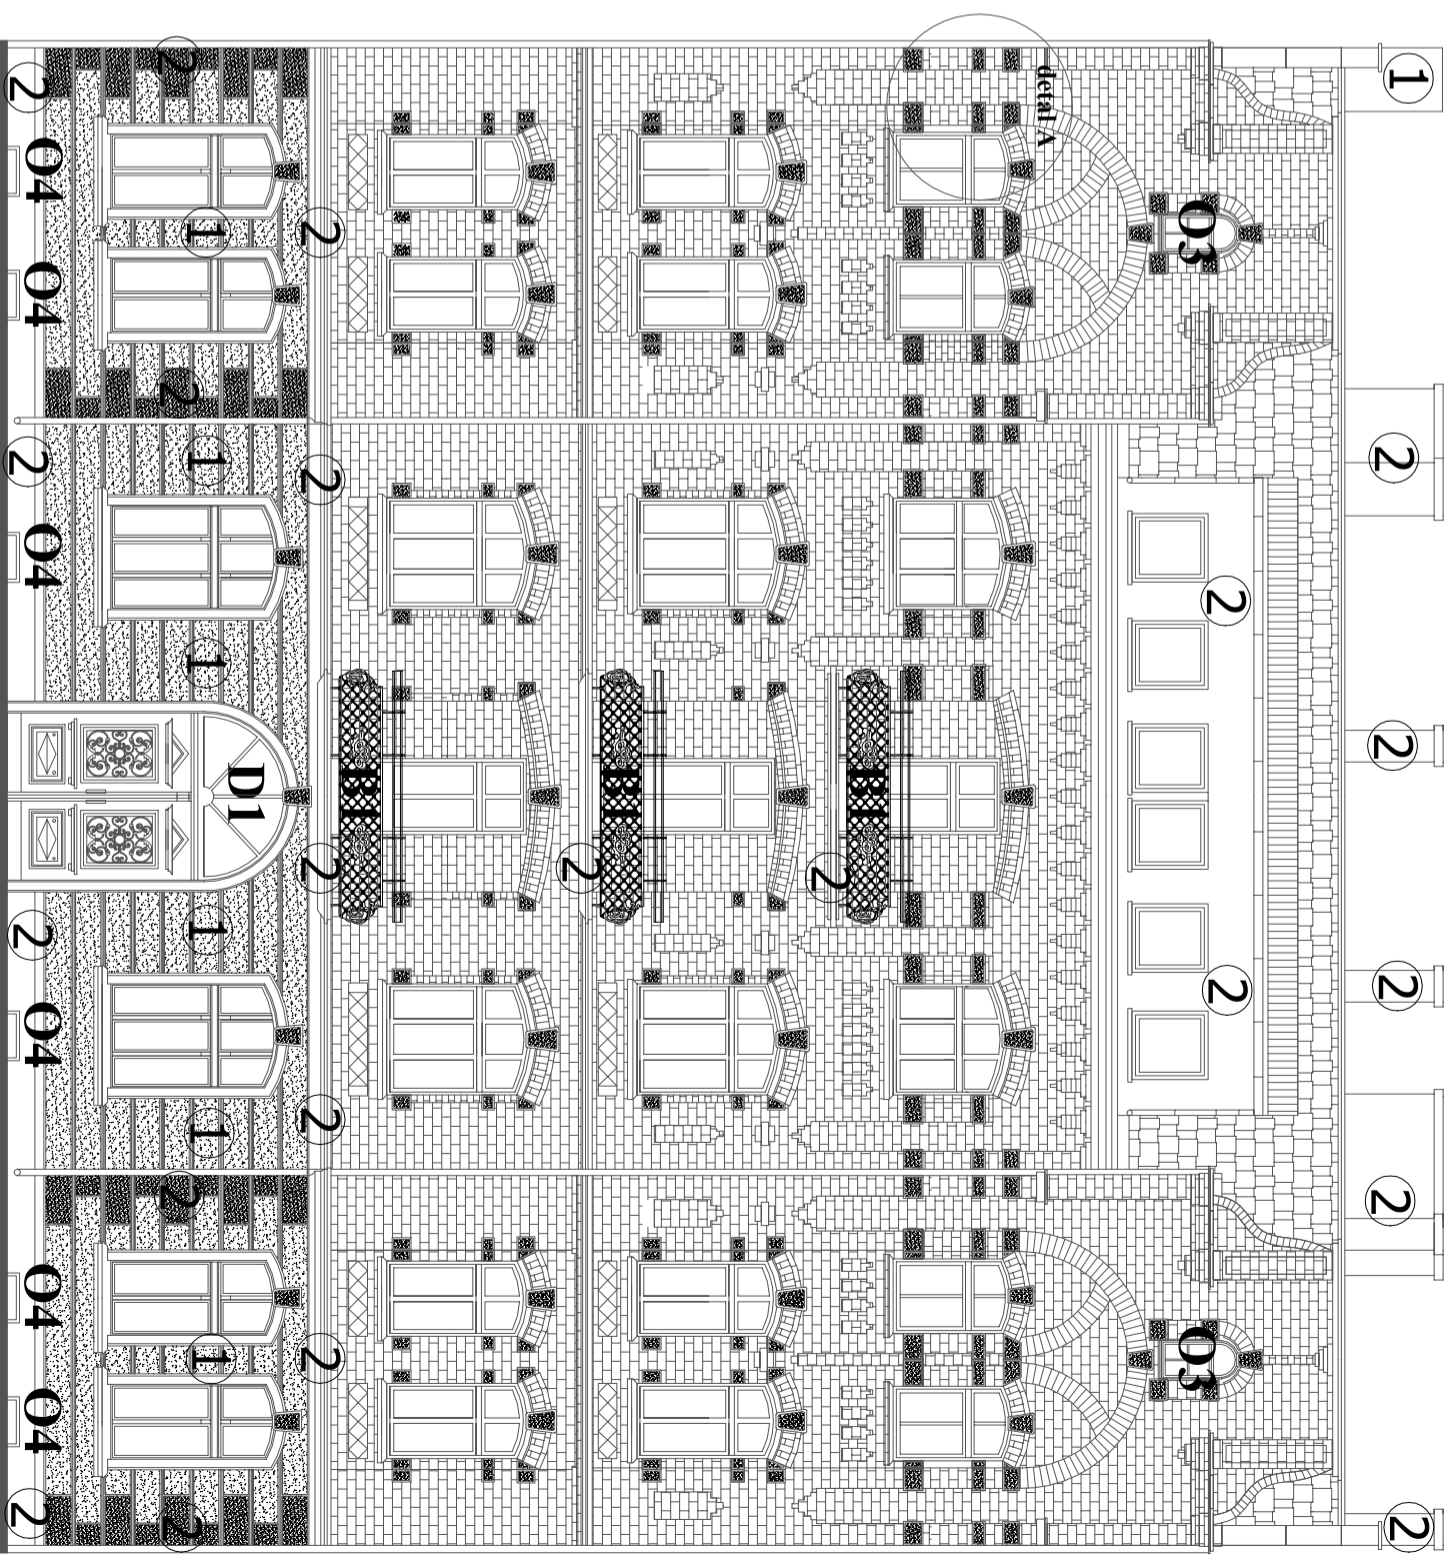 1 2 2 2 2 2
2 2
O3 O3
detal A
B1
2
B1
2
B1
2 2 2 2 2
D1
1 1 1 1 1 1
2 2 2 2
O4 O4 O4 O4 O4 O4
2 2 2 2